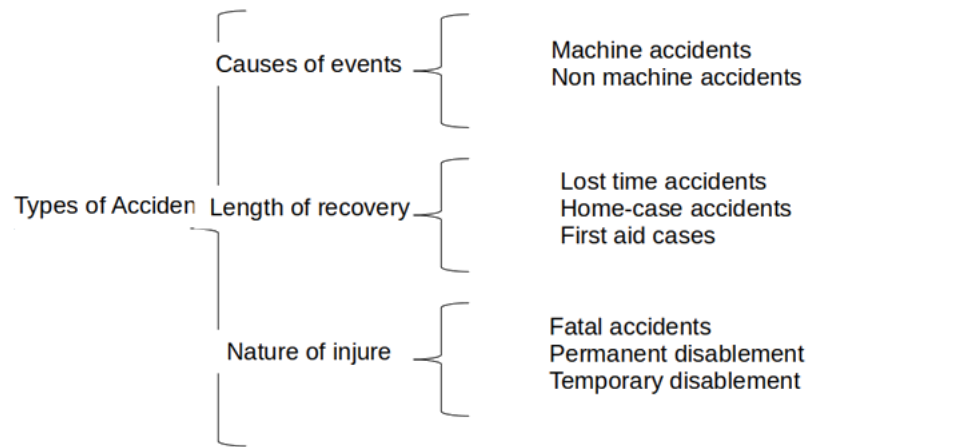 Causes of events
Machine accidents
Non machine accidents
Types of Acciden
Length of recovery
Lost time accidents
Home-case accidents
First aid cases
Nature of injure
Fatal accidents
Permanent disablement
Temporary disablement